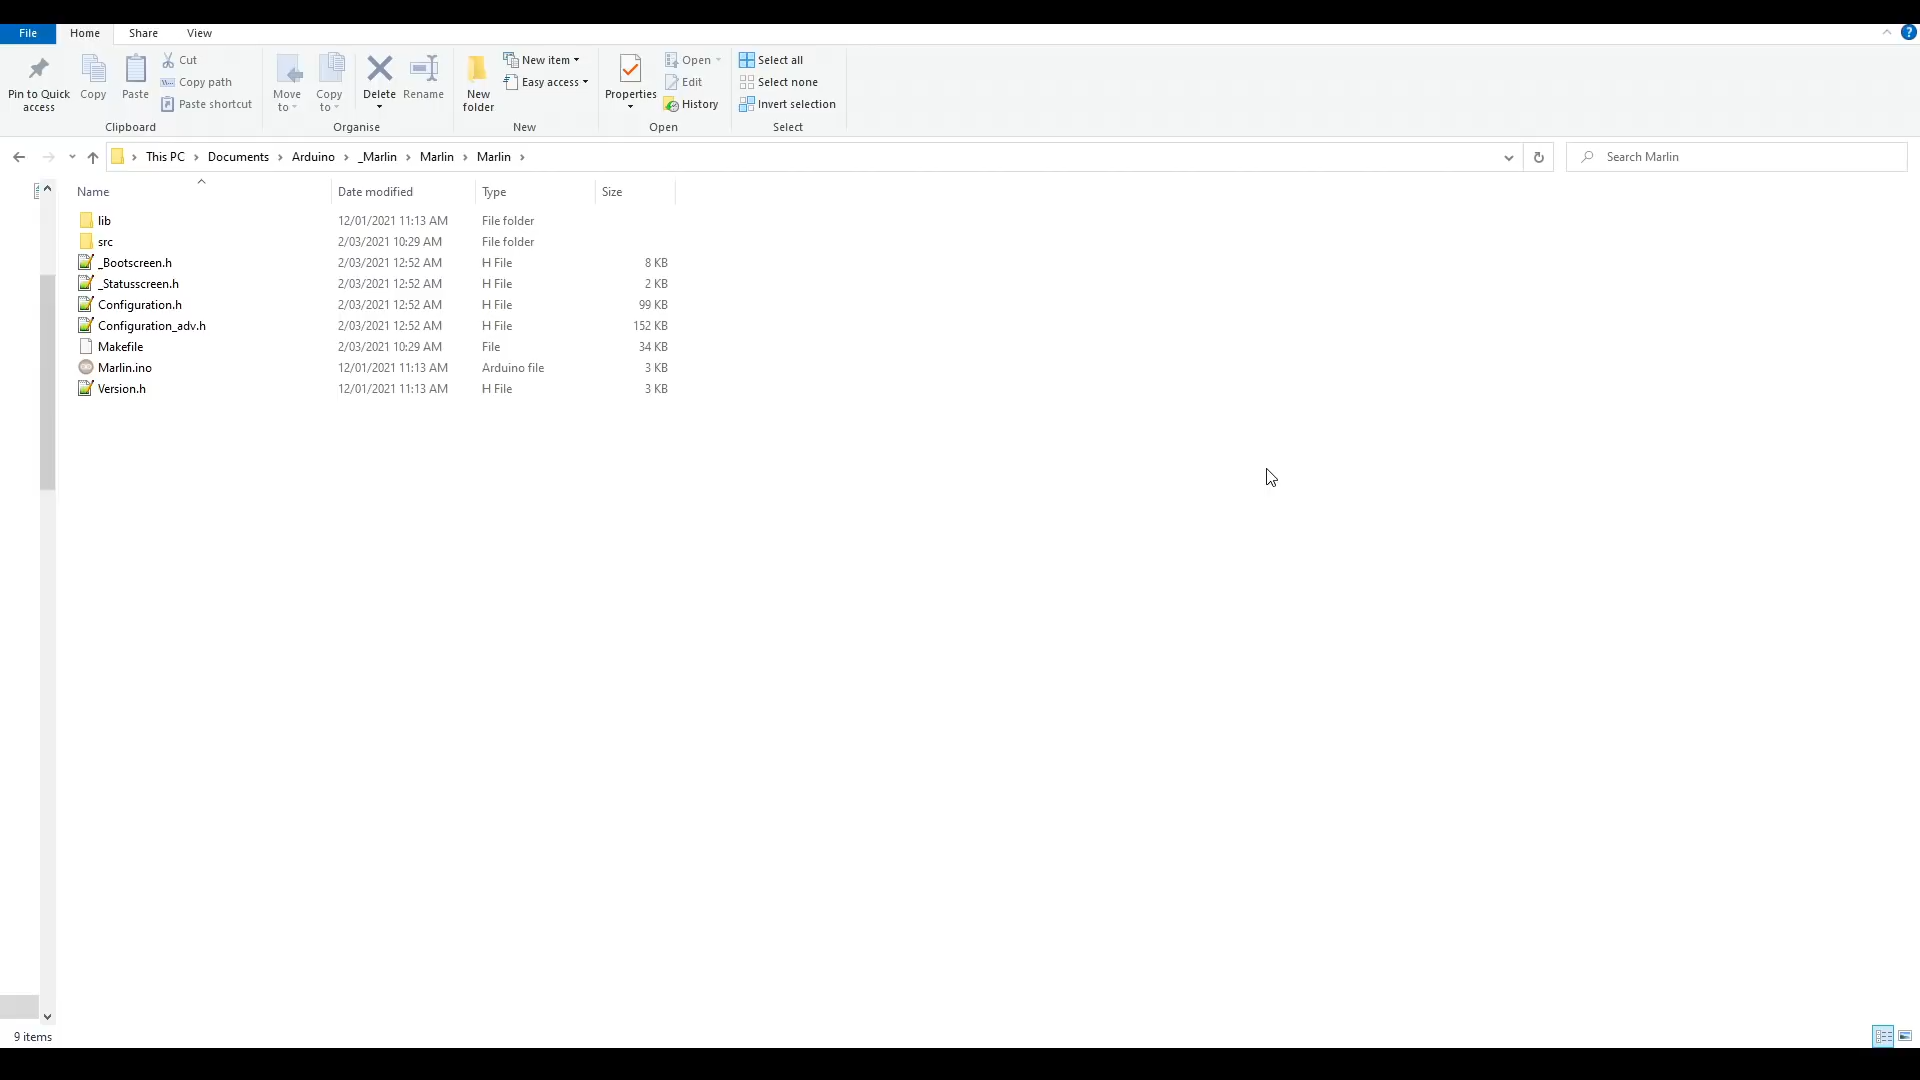 File Home Share View
Pin to Quick access
Copy
Paste
Cut
Copy path
Paste shortcut
Clipboard
Move to
Copy to
Delete
Rename
Organise
New folder
New item
Easy access
New
Properties
Open
Edit
History
Open
Select all
Select none
Invert selection
Select
This PC > Documents > Arduino > _Marlin > Marlin > Marlin >
Search Marlin
Name Date modified Type Size
lib 12/01/2021 11:13 AM File folder
src 2/03/2021 10:29 AM File folder
_Bootscreen.h 2/03/2021 12:52 AM H File 8 KB
_Statusscreen.h 2/03/2021 12:52 AM H File 2 KB
Configuration.h 2/03/2021 12:52 AM H File 99 KB
Configuration_adv.h 2/03/2021 12:52 AM H File 152 KB
Makefile 2/03/2021 10:29 AM File 34 KB
Marlin.ino 12/01/2021 11:13 AM Arduino file 3 KB
Version.h 12/01/2021 11:13 AM H File 3 KB
9 items